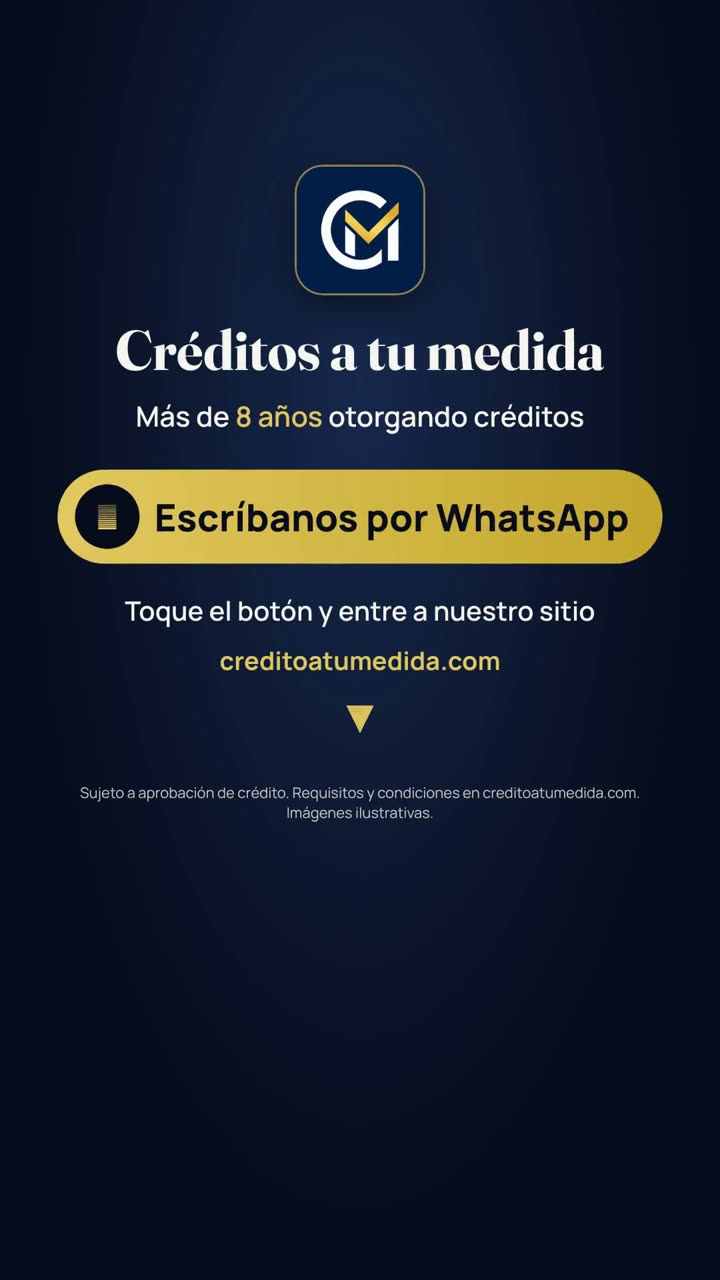 CM
Créditos a tu medida
Más de 8 años otorgando créditos
Escríbanos por WhatsApp
Toque el botón y entre a nuestro sitio
creditoatumedida.com
Sujeto a aprobación de crédito. Requisitos y condiciones en creditoatumedida.com.
Imágenes ilustrativas.